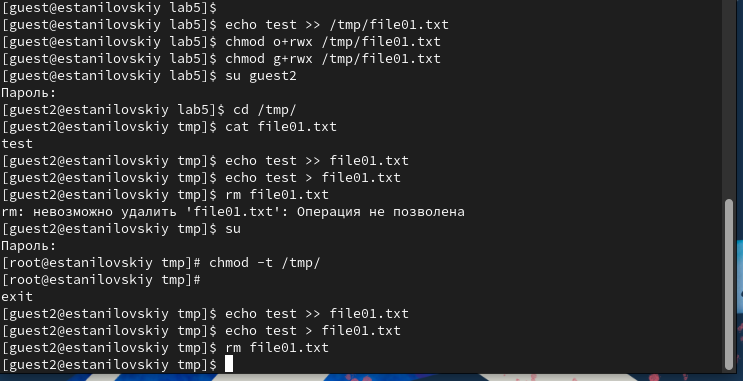 [guest@estanilovskiy lab5]$
[guest@estanilovskiy lab5]$ echo test >> /tmp/file01.txt
[guest@estanilovskiy lab5]$ chmod o+rwx /tmp/file01.txt
[guest@estanilovskiy lab5]$ chmod g+rwx /tmp/file01.txt
[guest@estanilovskiy lab5]$ su guest2
Пароль:
[guest2@estanilovskiy lab5]$ cd /tmp/
[guest2@estanilovskiy tmp]$ cat file01.txt
test
[guest2@estanilovskiy tmp]$ echo test >> file01.txt
[guest2@estanilovskiy tmp]$ echo test > file01.txt
[guest2@estanilovskiy tmp]$ rm file01.txt
rm: невозможно удалить 'file01.txt': Операция не позволена
[guest2@estanilovskiy tmp]$ su
Пароль:
[root@estanilovskiy tmp]# chmod -t /tmp/
[root@estanilovskiy tmp]#
exit
[guest2@estanilovskiy tmp]$ echo test >> file01.txt
[guest2@estanilovskiy tmp]$ echo test > file01.txt
[guest2@estanilovskiy tmp]$ rm file01.txt
[guest2@estanilovskiy tmp]$